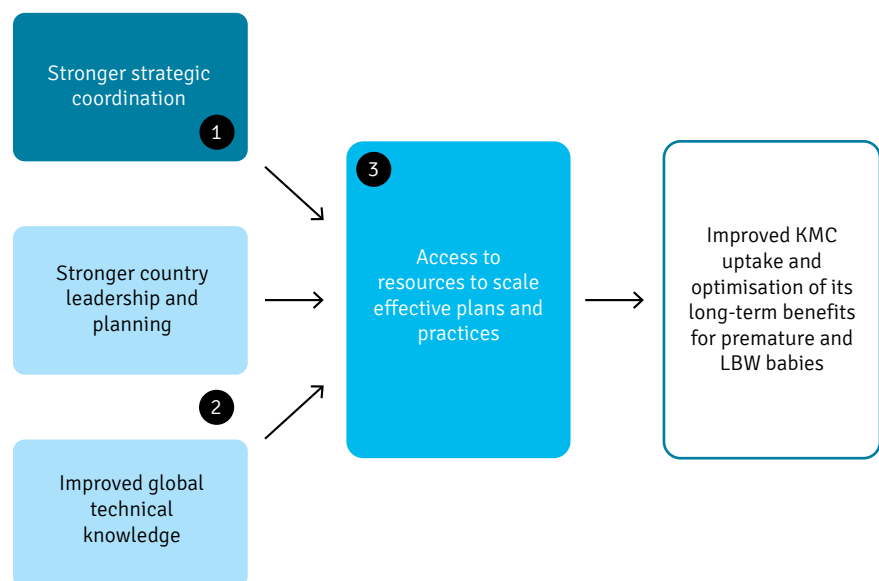 Stronger strategic
coordination
1
Stronger country
leadership and
planning
2
Improved global
technical
knowledge
3
Access to
resources to scale
effective plans and
practices
Improved KMC
uptake and
optimisation of its
long-term benefits
for premature and
LBW babies